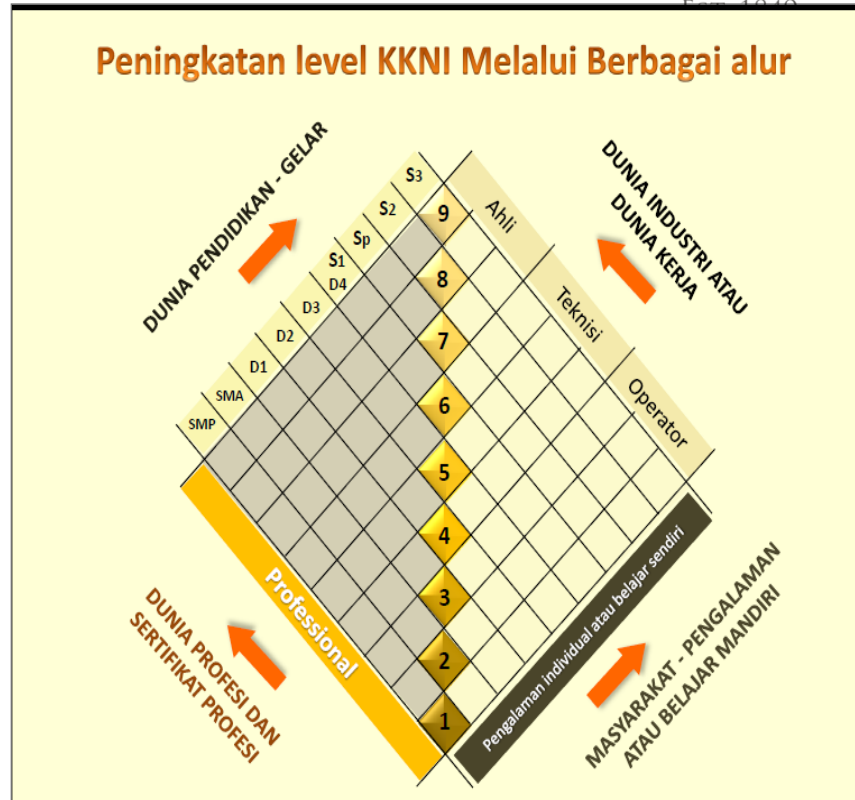 Est. 1849
Peningkatan level KKNI Melalui Berbagai alur
DUNIA PENDIDIKAN - GELAR
DUNIA INDUSTRI ATAU
DUNIA KERJA
S3
S2
Sp
S1
D4
D3
D2
D1
SMA
SMP
9
8
7
6
5
4
3
2
1
Ahli
Teknisi
Operator
Professional
Pengalaman individual atau belajar sendiri
DUNIA PROFESI DAN
SERTIFIKAT PROFESI
MASYARAKAT - PENGALAMAN
ATAU BELAJAR MANDIRI